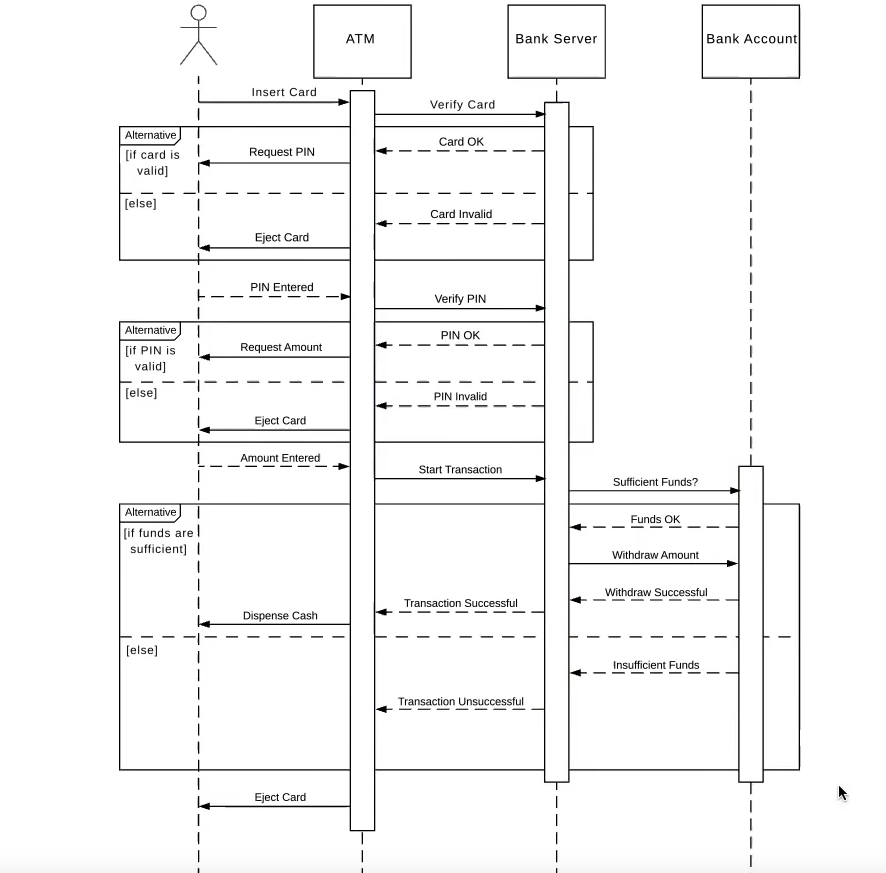 ATM
Bank Server
Bank Account
Insert Card
Verify Card
Alternative
[if card is
valid]
Card OK
Request PIN
[else]
Card Invalid
Eject Card
PIN Entered
Verify PIN
Alternative
[if PIN is
valid]
PIN OK
Request Amount
[else]
PIN Invalid
Eject Card
Amount Entered
Start Transaction
Sufficient Funds?
Alternative
[if funds are
sufficient]
Funds OK
Withdraw Amount
Withdraw Successful
Transaction Successful
Dispense Cash
[else]
Insufficient Funds
Transaction Unsuccessful
Eject Card